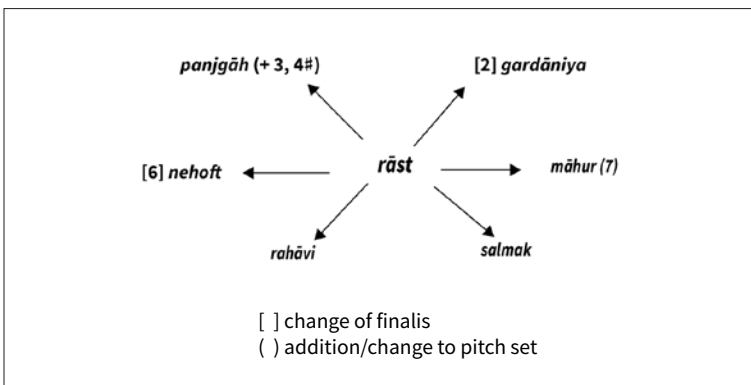 panjgāh (+ 3, 4#)
[2] gardāniya
[6] nehoft
rāst
māhur (7)
rahāvi
salmak
[ ] change of finalis
( ) addition/change to pitch set